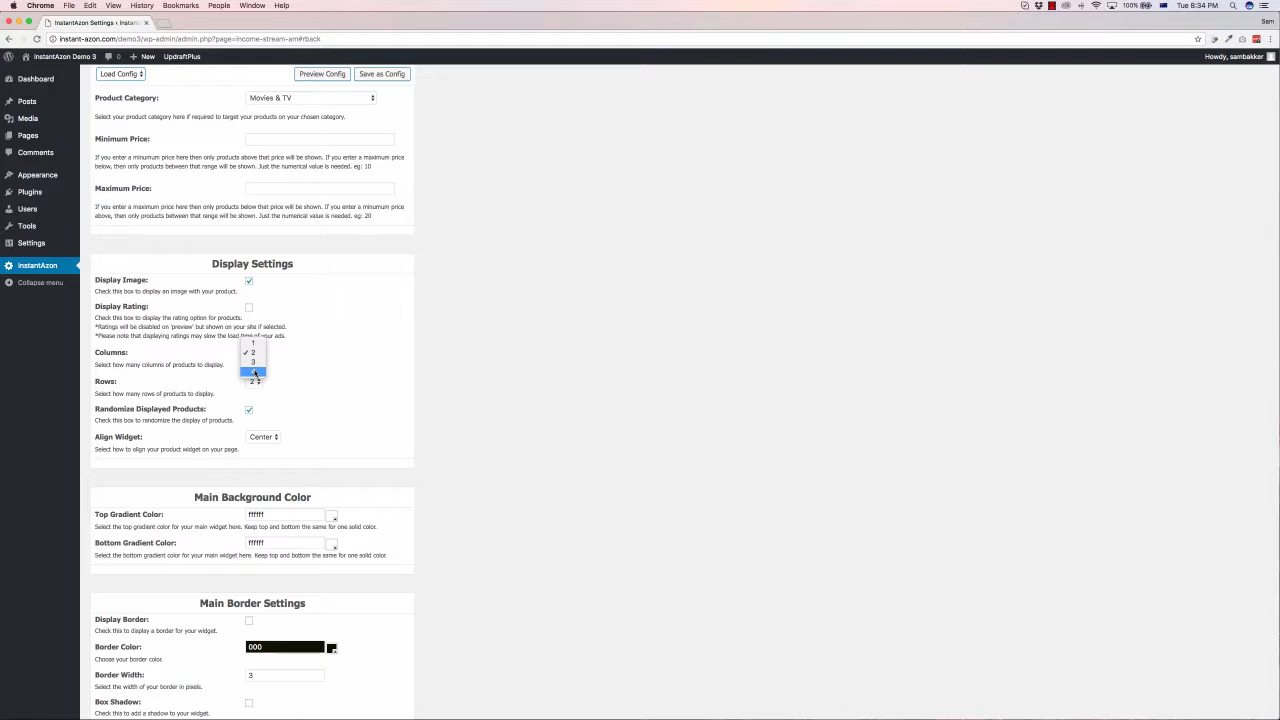 Chrome File Edit View History Bookmarks People Window Help
100% Tue 8:34 PM
InstantAzon Settings ‹ Instant
Sam
instant-azon.com/demo3/wp-admin/admin.php?page=income-stream-am#rback
InstantAzon Demo 3 0 New UpdraftPlus
Howdy, sambakker
Dashboard
Posts
Media
Pages
Comments
Appearance
Plugins
Users
Tools
Settings
InstantAzon
Collapse menu
Load Config Preview Config Save as Config
Product Category: Movies & TV
Select your product category here if required to target your products on your chosen category.
Minimum Price:
If you enter a minumum price here then only products above that price will be shown. If you enter a maximum price
below, then only products between that range will be shown. Just the numerical value is needed. eg: 10
Maximum Price:
If you enter a maximum price here then only products below that price will be shown. If you enter a minumum price
above, then only products between that range will be shown. Just the numerical value is needed. eg: 20
Display Settings
Display Image:
Check this box to display an image with your product.
Display Rating:
Check this box to display the rating option for products.
*Ratings will be disabled on 'preview' but shown on your site if selected.
*Please note that displaying ratings may slow the load time of your ads.
1
Columns: ✓ 2
3
Select how many columns of products to display.
Rows: 2
Select how many rows of products to display.
Randomize Displayed Products:
Check this box to randomize the display of products.
Align Widget: Center
Select how to align your product widget on your page.
Main Background Color
Top Gradient Color: ffffff
Select the top gradient color for your main widget here. Keep top and bottom the same for one solid color.
Bottom Gradient Color: ffffff
Select the bottom gradient color for your main widget here. Keep top and bottom the same for one solid color.
Main Border Settings
Display Border:
Check this to display a border for your widget.
Border Color: 000
Choose your border color.
Border Width: 3
Select the width of your border in pixels.
Box Shadow:
Check this to add a shadow to your widget.